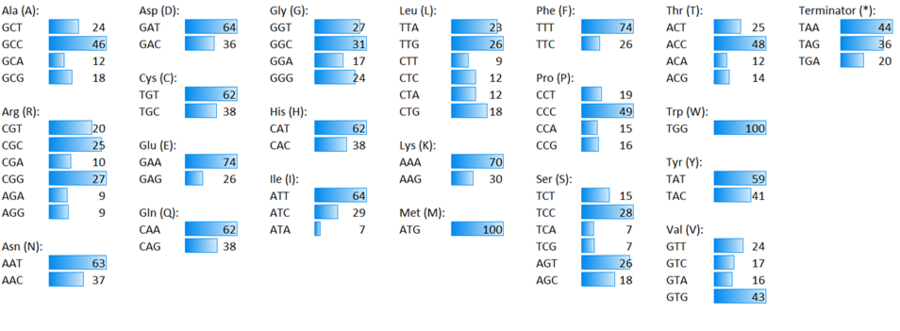 Ala (A):
GCT 24
GCC 46
GCA 12
GCG 18
Arg (R):
CGT 20
CGC 25
CGA 10
CGG 27
AGA 9
AGG 9
Asn (N):
AAT 63
AAC 37
Asp (D):
GAT 64
GAC 36
Cys (C):
TGT 62
TGC 38
Glu (E):
GAA 74
GAG 26
Gln (Q):
CAA 62
CAG 38
Gly (G):
GGT 27
GGC 31
GGA 17
GGG 24
His (H):
CAT 62
CAC 38
Ile (I):
ATT 64
ATC 29
ATA 7
Leu (L):
TTA 23
TTG 26
CTT 9
CTC 12
CTA 12
CTG 18
Lys (K):
AAA 70
AAG 30
Met (M):
ATG 100
Phe (F):
TTT 74
TTC 26
Pro (P):
CCT 19
CCC 49
CCA 15
CCG 16
Ser (S):
TCT 15
TCC 28
TCA 7
TCG 7
AGT 26
AGC 18
Thr (T):
ACT 25
ACC 48
ACA 12
ACG 14
Trp (W):
TGG 100
Tyr (Y):
TAT 59
TAC 41
Val (V):
GTT 24
GTC 17
GTA 16
GTG 43
Terminator (*):
TAA 44
TAG 36
TGA 20